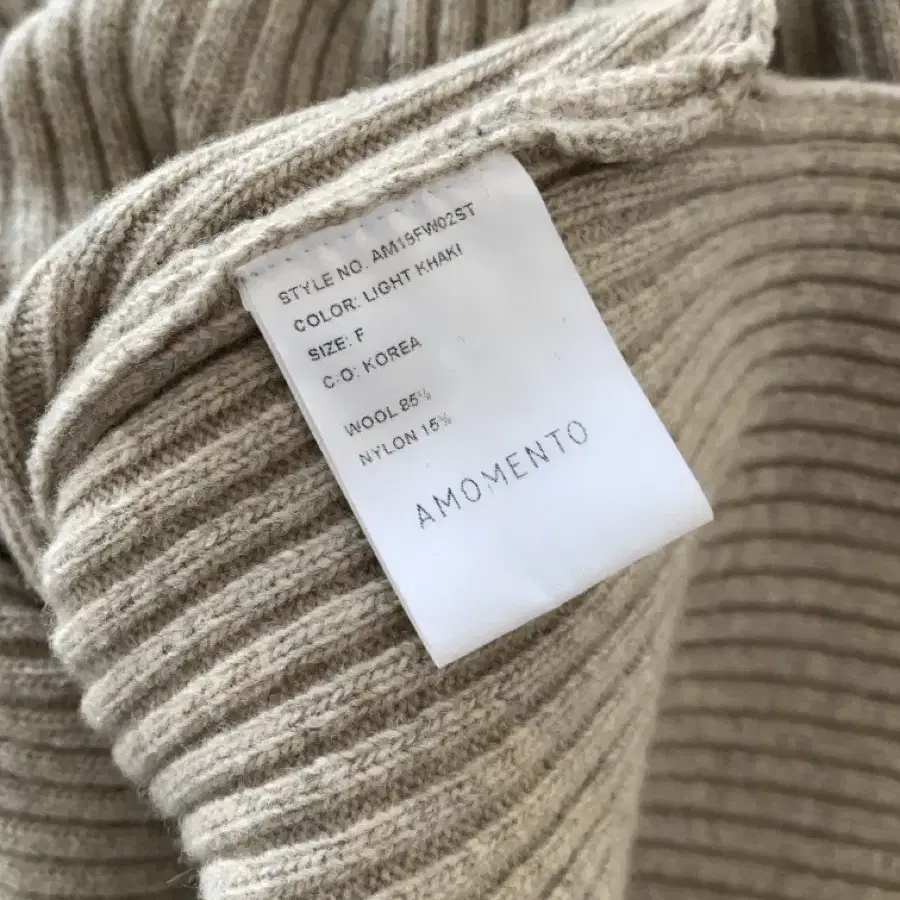 STYLE NO. AM19FW02ST
COLOR: LIGHT KHAKI
SIZE: F
C.O: KOREA
WOOL 85%
NYLON 15%
AMOMENTO